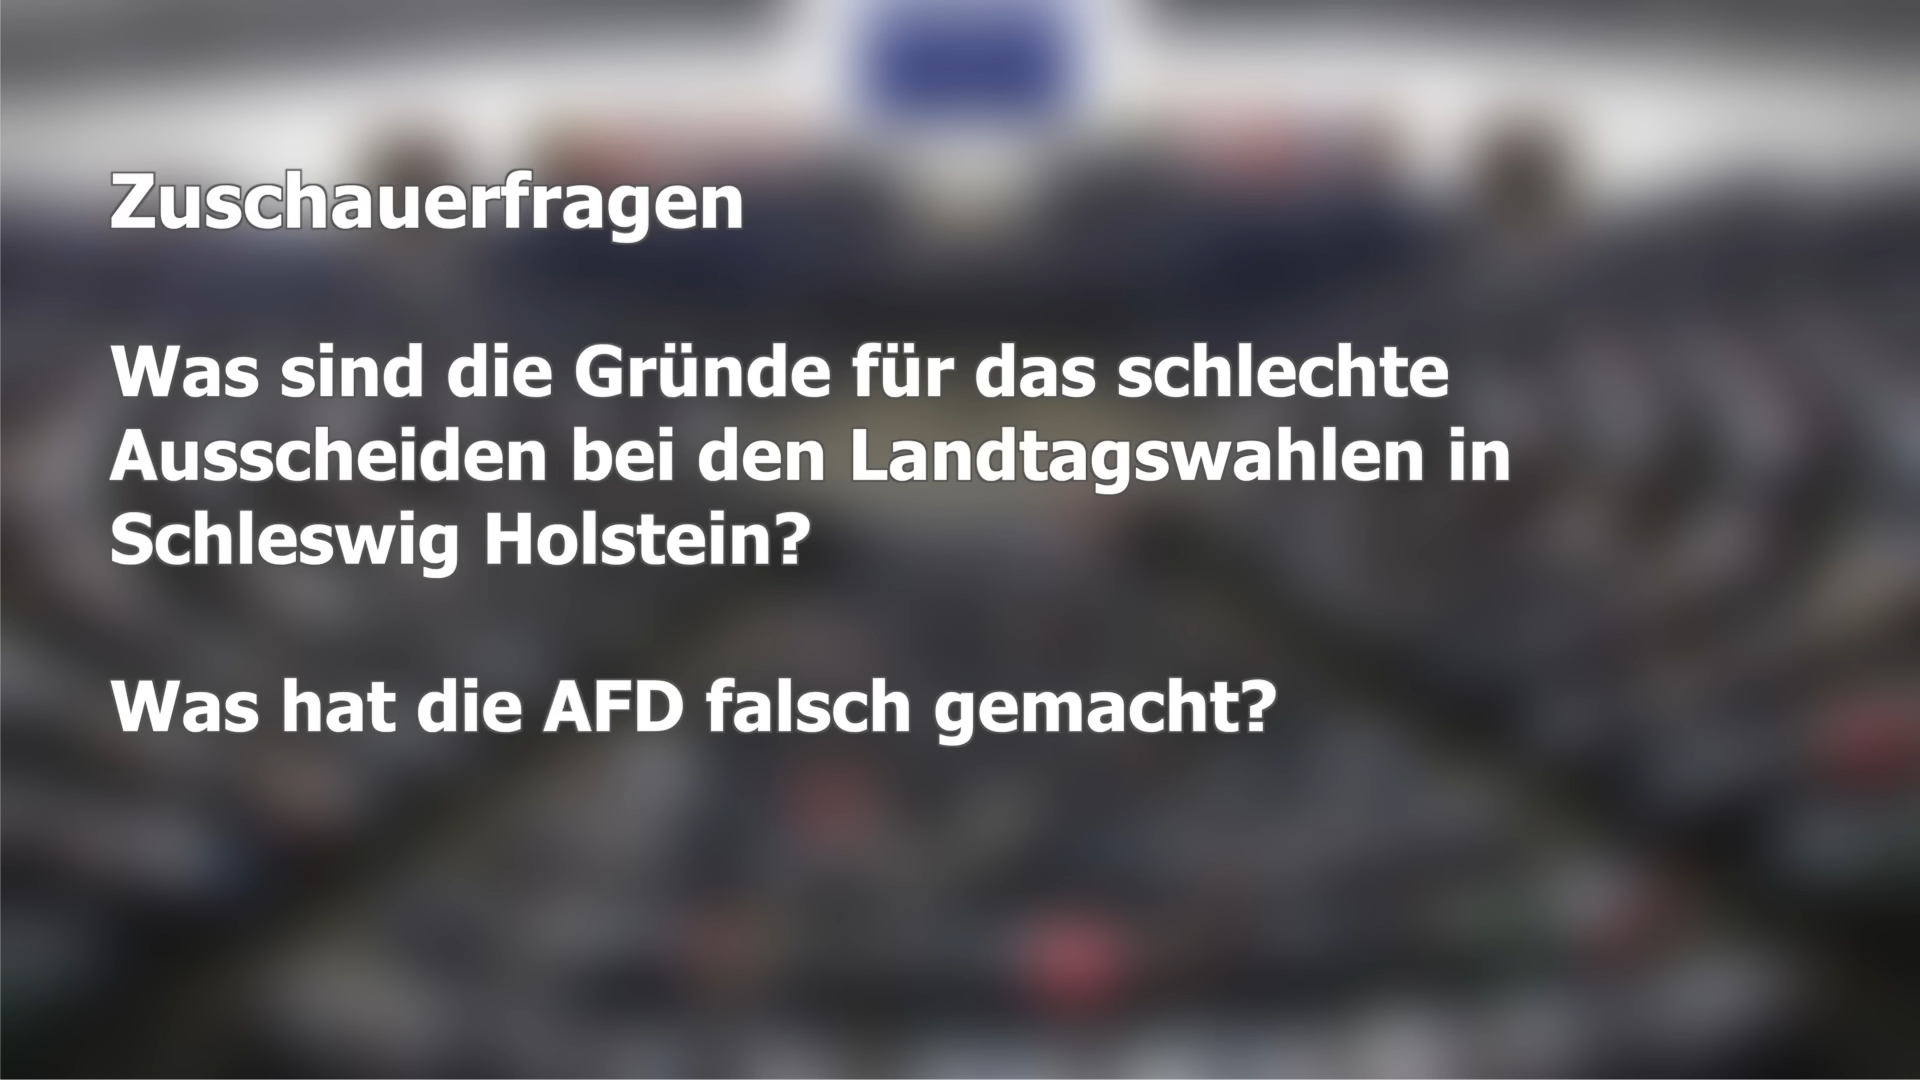 Zuschauerfragen
Was sind die Gründe für das schlechte
Ausscheiden bei den Landtagswahlen in
Schleswig Holstein?
Was hat die AFD falsch gemacht?